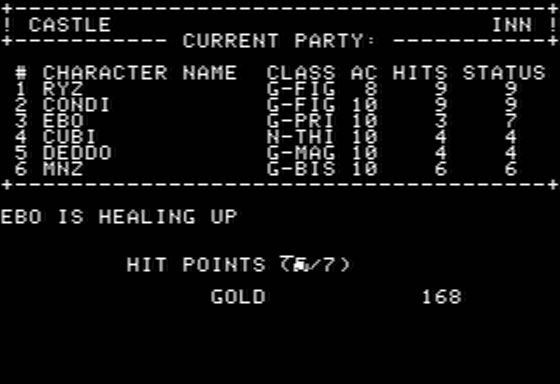 ! CASTLE INN !
CURRENT PARTY:
# CHARACTER NAME CLASS AC HITS STATUS
1 RYZ G-FIG 8 9 9
2 CONDI G-FIG 10 9 9
3 EBO G-PRI 10 3 7
4 CUBI N-THI 10 4 4
5 DEDDO G-MAG 10 4 4
6 MNZ G-BIS 10 6 6
EBO IS HEALING UP
HIT POINTS ( /7)
GOLD 168